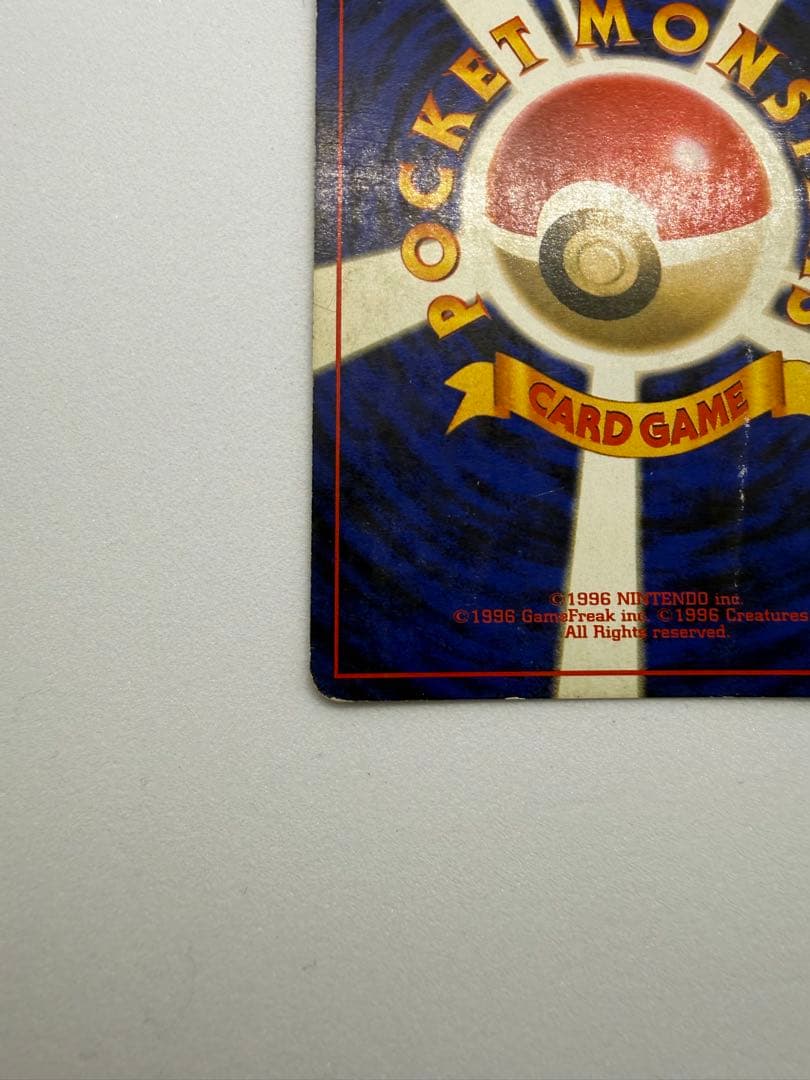 POCKET MONS
CARD GAME
©1996 NINTENDO inc.
©1996 GameFreak inc. ©1996 Creatures
All Rights reserved.